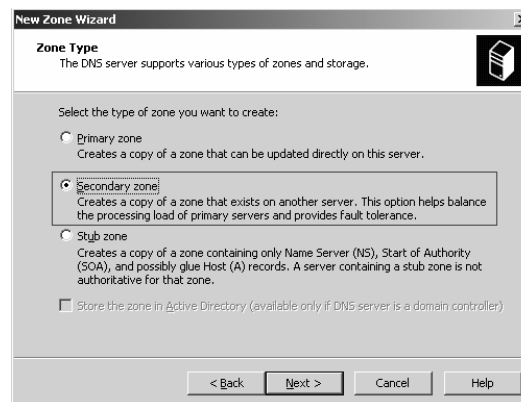 New Zone Wizard
Zone Type
The DNS server supports various types of zones and storage.
Select the type of zone you want to create:
Primary zone
Creates a copy of a zone that can be updated directly on this server.
Secondary zone
Creates a copy of a zone that exists on another server. This option helps balance
the processing load of primary servers and provides fault tolerance.
Stub zone
Creates a copy of a zone containing only Name Server (NS), Start of Authority
(SOA), and possibly glue Host (A) records. A server containing a stub zone is not
authoritative for that zone.
Store the zone in Active Directory (available only if DNS server is a domain controller)
< Back
Next >
Cancel
Help